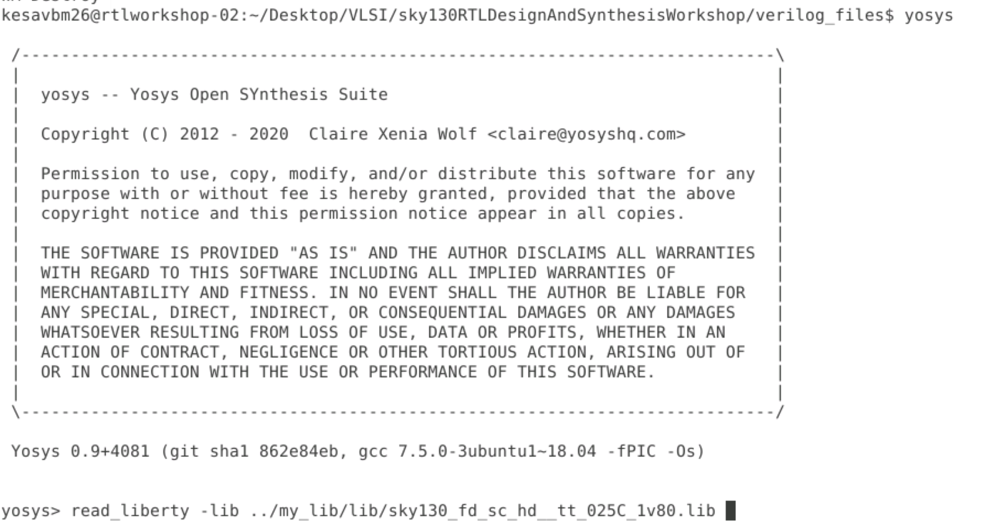 kesavbm26@rtlworkshop-02:~/Desktop/VLSI/sky130RTLDesignAndSynthesisWorkshop/verilog_files$ yosys
/----------------------------------------------------------------------------\
|                                                                            |
|  yosys -- Yosys Open SYnthesis Suite                                       |
|                                                                            |
|  Copyright (C) 2012 - 2020  Claire Xenia Wolf <claire@yosyshq.com>         |
|                                                                            |
|  Permission to use, copy, modify, and/or distribute this software for any  |
|  purpose with or without fee is hereby granted, provided that the above    |
|  copyright notice and this permission notice appear in all copies.         |
|                                                                            |
|  THE SOFTWARE IS PROVIDED "AS IS" AND THE AUTHOR DISCLAIMS ALL WARRANTIES  |
|  WITH REGARD TO THIS SOFTWARE INCLUDING ALL IMPLIED WARRANTIES OF          |
|  MERCHANTABILITY AND FITNESS. IN NO EVENT SHALL THE AUTHOR BE LIABLE FOR   |
|  ANY SPECIAL, DIRECT, INDIRECT, OR CONSEQUENTIAL DAMAGES OR ANY DAMAGES    |
|  WHATSOEVER RESULTING FROM LOSS OF USE, DATA OR PROFITS, WHETHER IN AN     |
|  ACTION OF CONTRACT, NEGLIGENCE OR OTHER TORTIOUS ACTION, ARISING OUT OF   |
|  OR IN CONNECTION WITH THE USE OR PERFORMANCE OF THIS SOFTWARE.            |
|                                                                            |
\----------------------------------------------------------------------------/
Yosys 0.9+4081 (git sha1 862e84eb, gcc 7.5.0-3ubuntu1~18.04 -fPIC -Os)
yosys> read_liberty -lib ../my_lib/lib/sky130_fd_sc_hd__tt_025C_1v80.lib